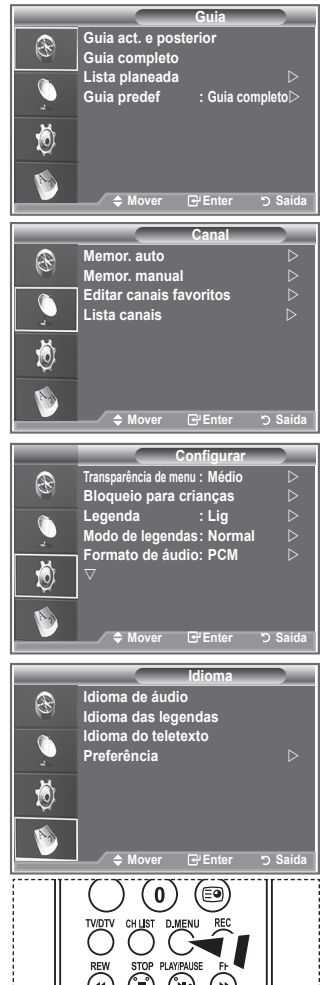 Guia
Guia act. e posterior
Guia completo
Lista planeada
Guia predef : Guia completo
Mover Enter Saída
Canal
Memor. auto
Memor. manual
Editar canais favoritos
Lista canais
Mover Enter Saída
Configurar
Transparência de menu : Médio
Bloqueio para crianças
Legenda : Lig
Modo de legendas: Normal
Formato de áudio: PCM
Mover Enter Saída
Idioma
Idioma de áudio
Idioma das legendas
Idioma do teletexto
Preferência
Mover Enter Saída
0
TV/DTV CH LIST D.MENU REC
REW STOP PLAY/PAUSE FF